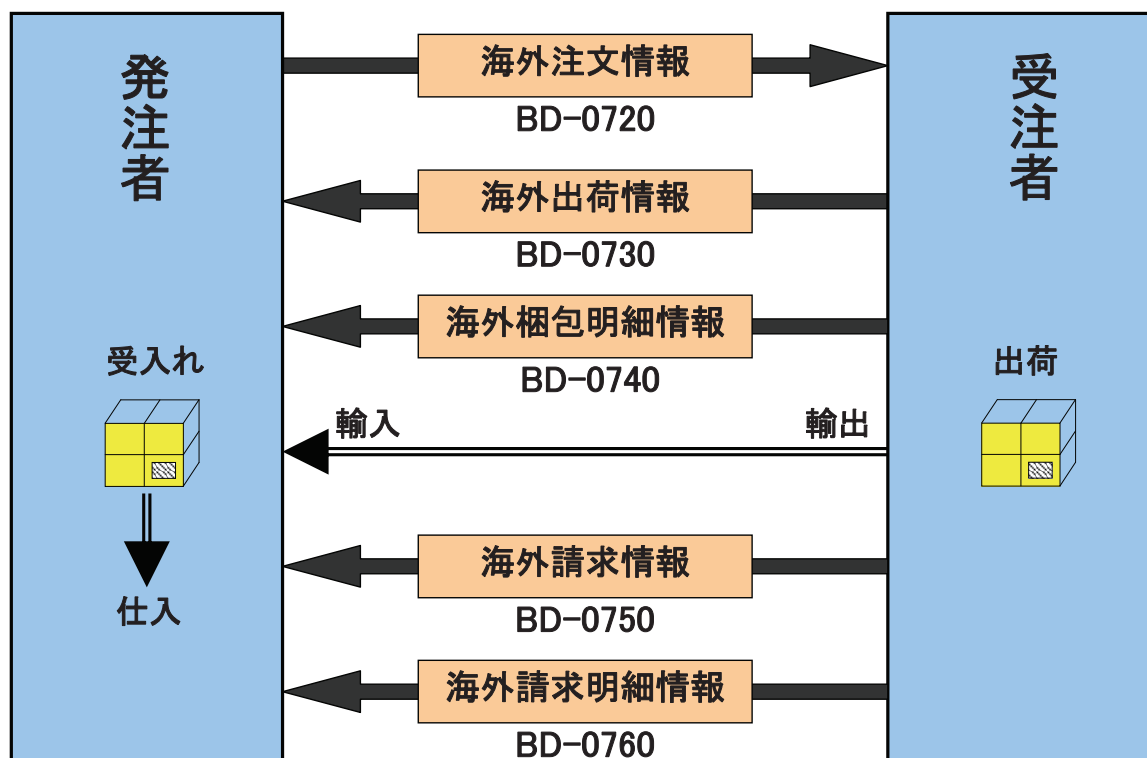 発注者
受注者
海外注文情報
BD-0720
海外出荷情報
BD-0730
海外梱包明細情報
BD-0740
受入れ
出荷
輸入
輸出
海外請求情報
BD-0750
仕入
海外請求明細情報
BD-0760